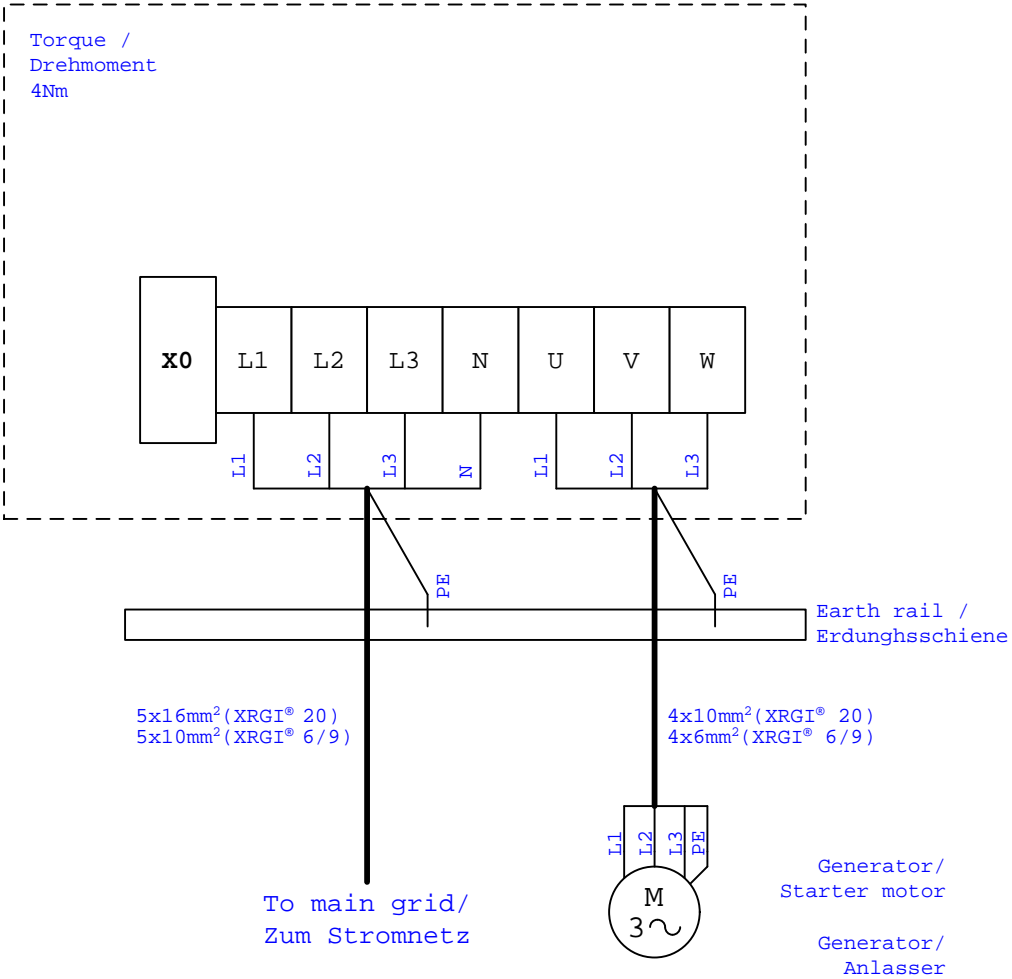 Torque /
Drehmoment
4Nm
X0 L1 L2 L3 N U V W
L1 L2 L3 N L1 L2 L3
PE PE
Earth rail /
Erdunghsschiene
5x16mm²(XRGI® 20)
5x10mm²(XRGI® 6/9)
4x10mm²(XRGI® 20)
4x6mm²(XRGI® 6/9)
L1 L2 L3 PE
M
3~
To main grid/
Zum Stromnetz
Generator/
Starter motor
Generator/
Anlasser